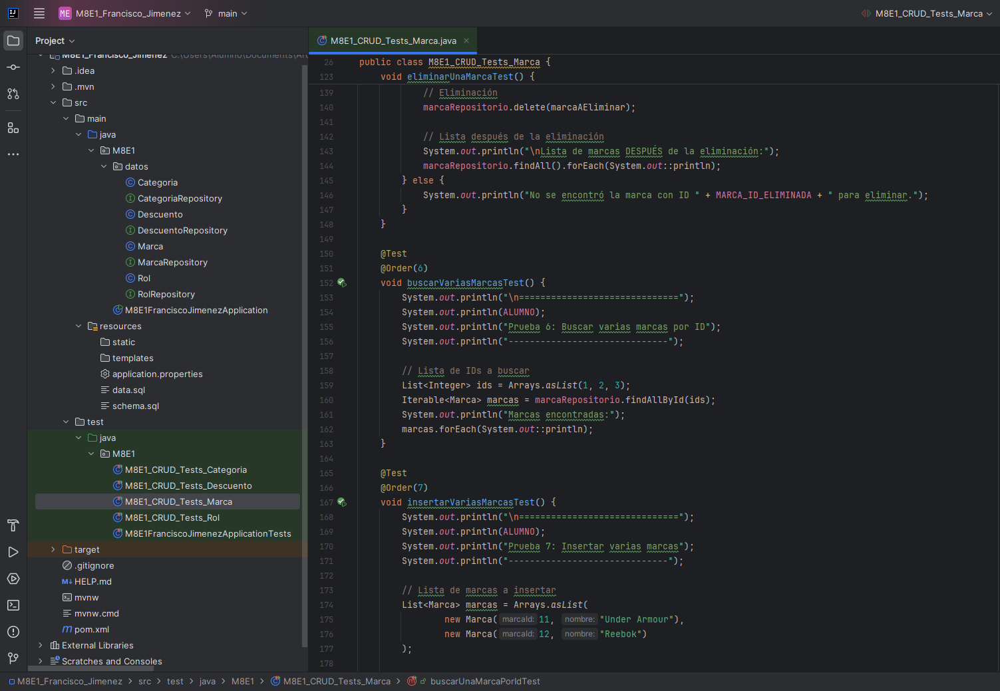 ME M8E1_Francisco_Jimenez main M8E1_CRUD_Tests_Marca
Project
M8E1_CRUD_Tests_Marca.java
M8E1_Francisco_Jimenez C:\Users\Alumno\Documents\
.idea
.mvn
src
main
java
M8E1
datos
Categoria
CategoriaRepository
Descuento
DescuentoRepository
Marca
MarcaRepository
Rol
RolRepository
M8E1FranciscoJimenezApplication
resources
static
templates
application.properties
data.sql
schema.sql
test
java
M8E1
M8E1_CRUD_Tests_Categoria
M8E1_CRUD_Tests_Descuento
M8E1_CRUD_Tests_Marca
M8E1_CRUD_Tests_Rol
M8E1FranciscoJimenezApplicationTests
target
.gitignore
M↓ HELP.md
mvnw
mvnw.cmd
m pom.xml
External Libraries
Scratches and Consoles
26 public class M8E1_CRUD_Tests_Marca {
123 void eliminarUnaMarcaTest() {
139 // Eliminación
140 marcaRepositorio.delete(marcaAEliminar);
141
142 // Lista después de la eliminación
143 System.out.println("\nLista de marcas DESPUÉS de la eliminación:");
144 marcaRepositorio.findAll().forEach(System.out::println);
145 } else {
146 System.out.println("No se encontró la marca con ID " + MARCA_ID_ELIMINADA + " para eliminar.");
147 }
148 }
149
150 @Test
151 @Order(6)
152 void buscarVariasMarcasTest() {
153 System.out.println("\n==============================");
154 System.out.println(ALUMNO);
155 System.out.println("Prueba 6: Buscar varias marcas por ID");
156 System.out.println("------------------------------");
157
158 // Lista de IDs a buscar
159 List<Integer> ids = Arrays.asList(1, 2, 3);
160 Iterable<Marca> marcas = marcaRepositorio.findAllById(ids);
161 System.out.println("Marcas encontradas:");
162 marcas.forEach(System.out::println);
163 }
164
165 @Test
166 @Order(7)
167 void insertarVariasMarcasTest() {
168 System.out.println("\n==============================");
169 System.out.println(ALUMNO);
170 System.out.println("Prueba 7: Insertar varias marcas");
171 System.out.println("------------------------------");
172
173 // Lista de marcas a insertar
174 List<Marca> marcas = Arrays.asList(
175 new Marca( marcaId: 11, nombre: "Under Armour"),
176 new Marca( marcaId: 12, nombre: "Reebok")
177 );
178
M8E1_Francisco_Jimenez > src > test > java > M8E1 > M8E1_CRUD_Tests_Marca > buscarUnaMarcaPorIdTest